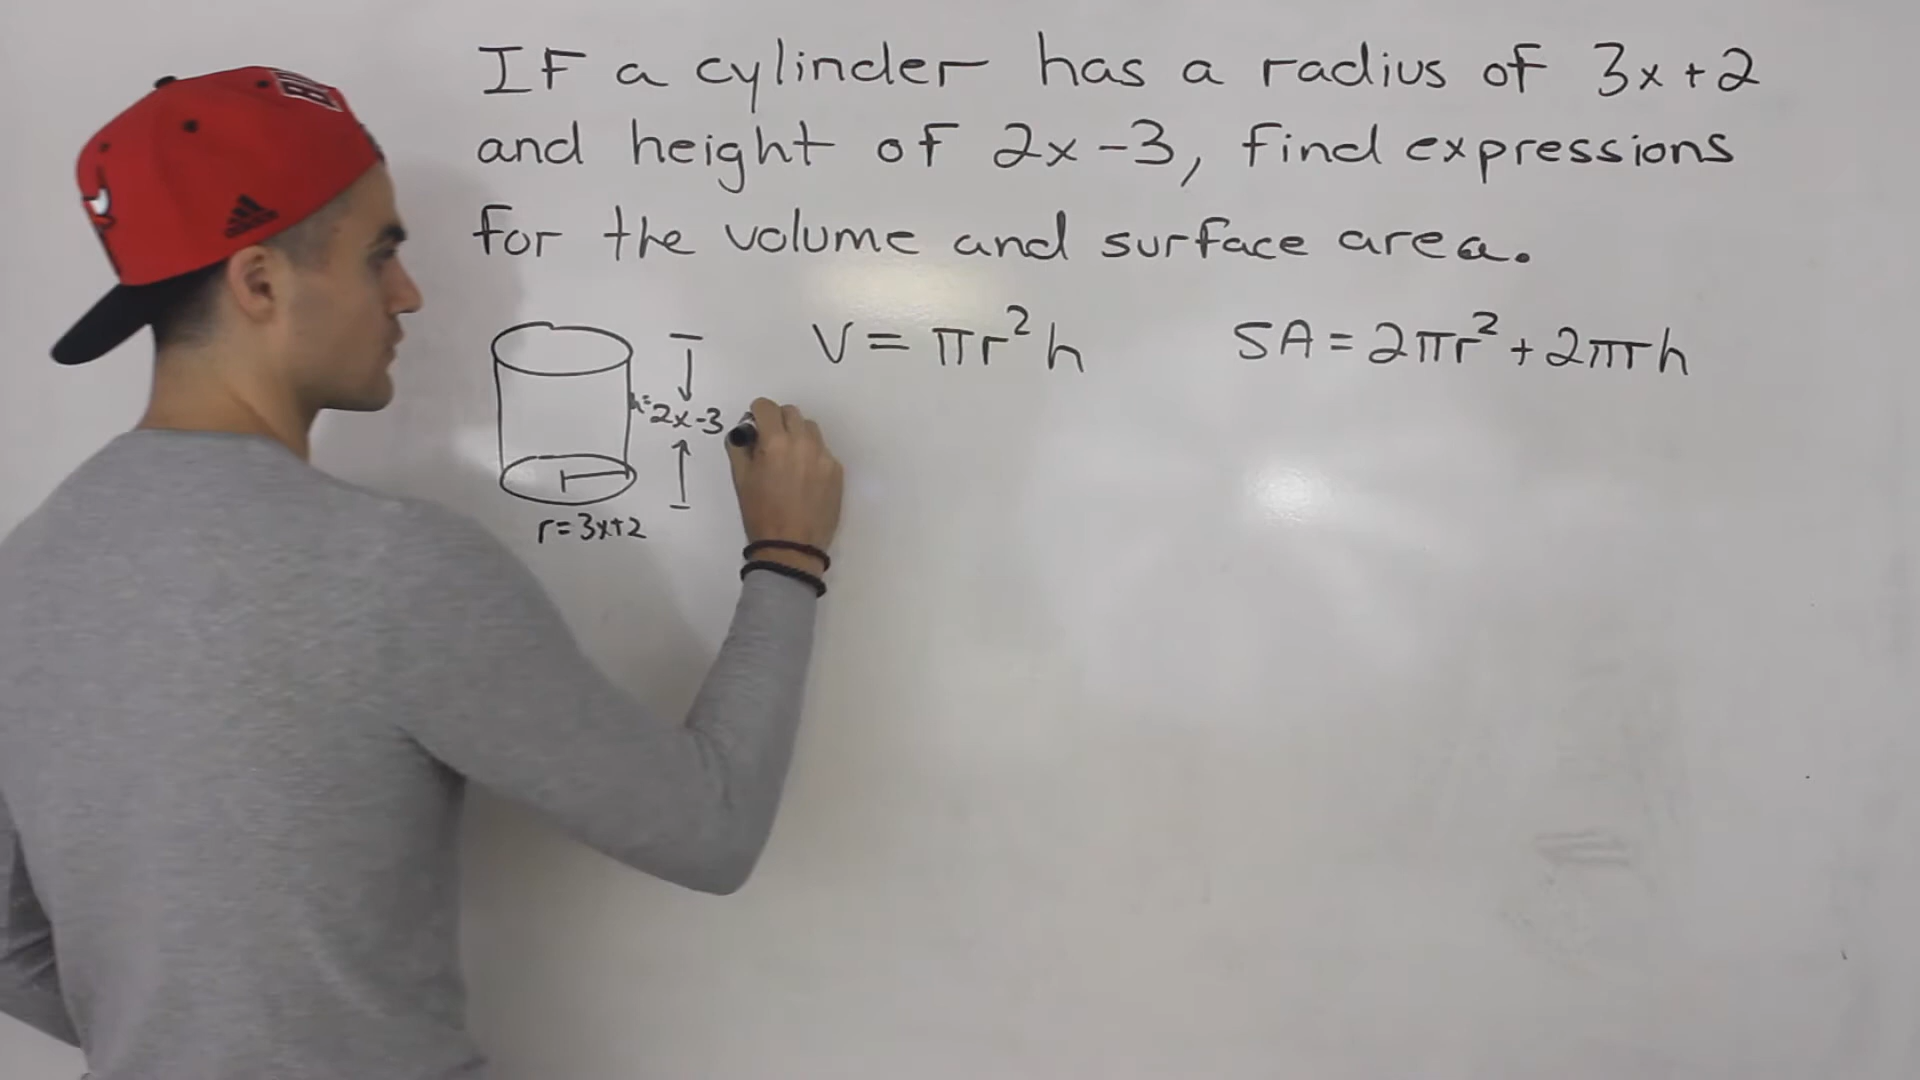 If a cylinder has a radius of 3x+2
and height of 2x-3, find expressions
for the volume and surface area.
V = πr²h
SA = 2πr² + 2πrh
h=2x-3
r=3x+2